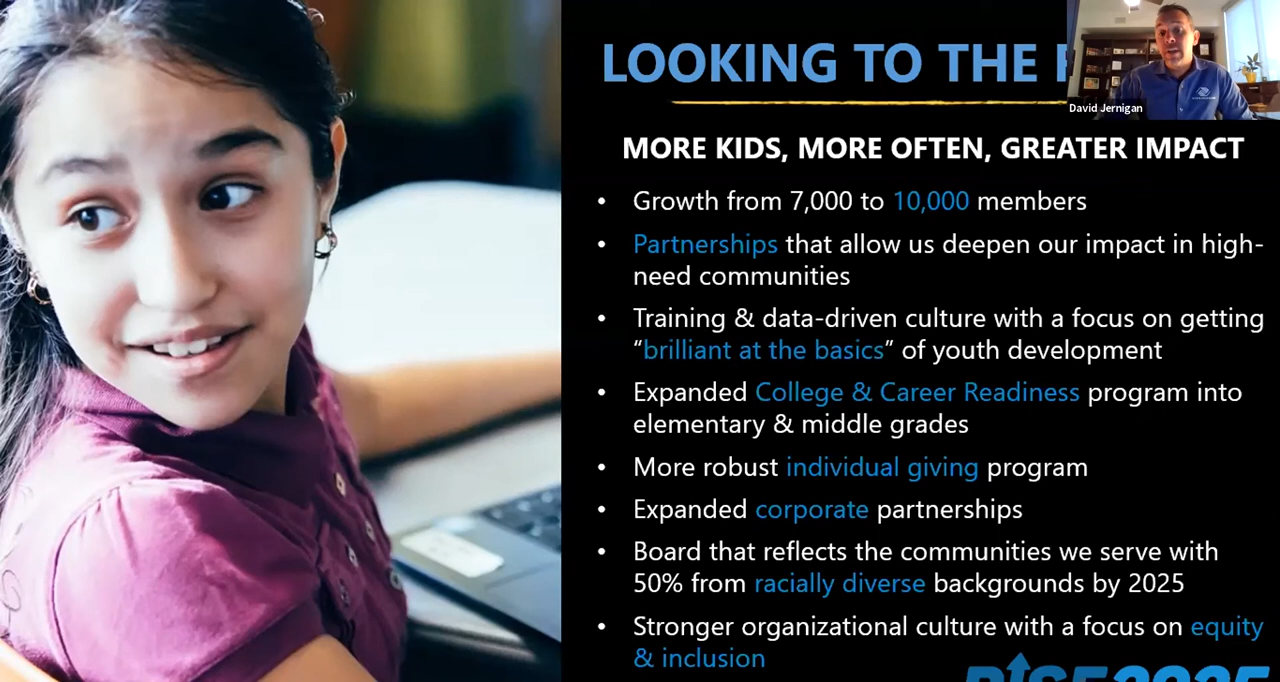 LOOKING TO THE
David Jernigan
MORE KIDS, MORE OFTEN, GREATER IMPACT
• Growth from 7,000 to 10,000 members
• Partnerships that allow us deepen our impact in high-
need communities
• Training & data-driven culture with a focus on getting
“brilliant at the basics” of youth development
• Expanded College & Career Readiness program into
elementary & middle grades
• More robust individual giving program
• Expanded corporate partnerships
• Board that reflects the communities we serve with
50% from racially diverse backgrounds by 2025
• Stronger organizational culture with a focus on equity
& inclusion
RISE2025